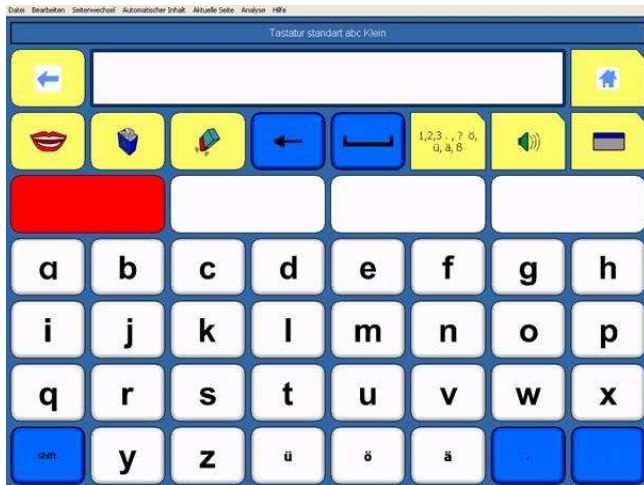 Datei Bearbeiten Seitenwechsel Automatischer Inhalt Aktuelle Seite Analyse Hilfe
Tastatur standart abc Klein
1,2,3 . , ? ö,
ü, ä, ß
a b c d e f g h
i j k l m n o p
q r s t u v w x
Shift y z ü ö ä